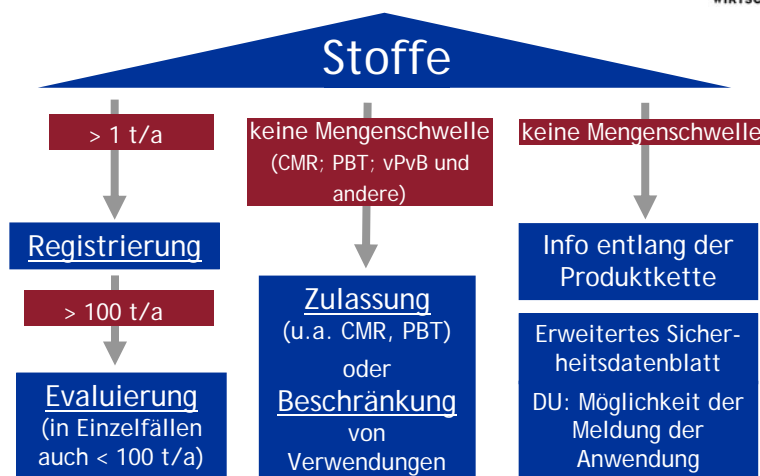 Stoffe
> 1 t/a
Registrierung
> 100 t/a
Evaluierung
(in Einzelfällen
auch < 100 t/a)
keine Mengenschwelle
(CMR; PBT; vPvB und
andere)
Zulassung
(u.a. CMR, PBT)
oder
Beschränkung
von
Verwendungen
keine Mengenschwelle
Info entlang der
Produktkette
Erweitertes Sicher-
heitsdatenblatt
DU: Möglichkeit der
Meldung der
Anwendung